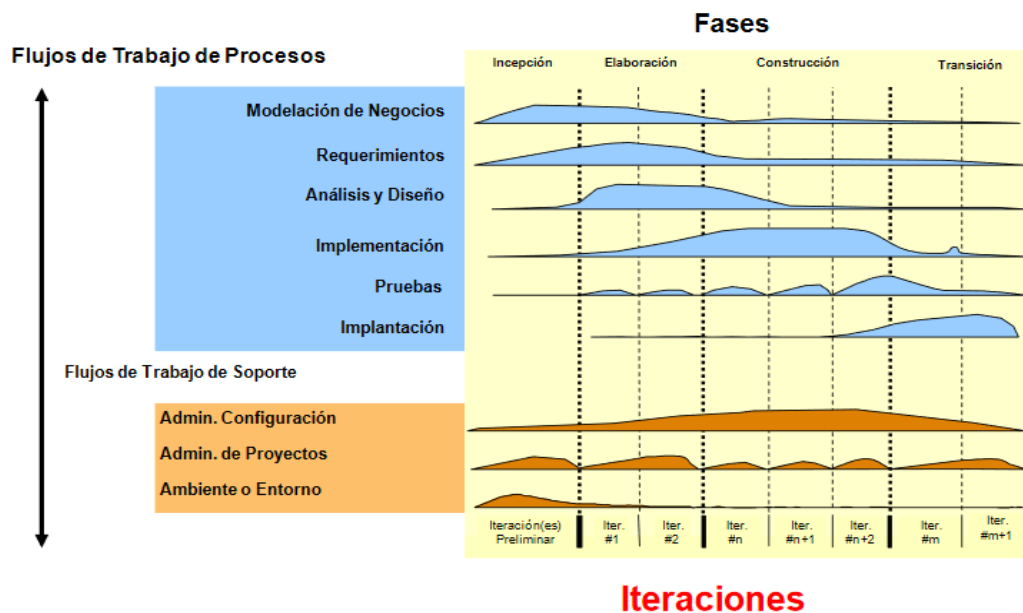 Fases
Flujos de Trabajo de Procesos
Incepción Elaboración Construcción Transición
Modelación de Negocios
Requerimientos
Análisis y Diseño
Implementación
Pruebas
Implantación
Flujos de Trabajo de Soporte
Admin. Configuración
Admin. de Proyectos
Ambiente o Entorno
Iteración(es) Iter. Iter. Iter. Iter. Iter. Iter. Iter.
Preliminar #1 #2 #n #n+1 #n+2 #m #m+1
Iteraciones